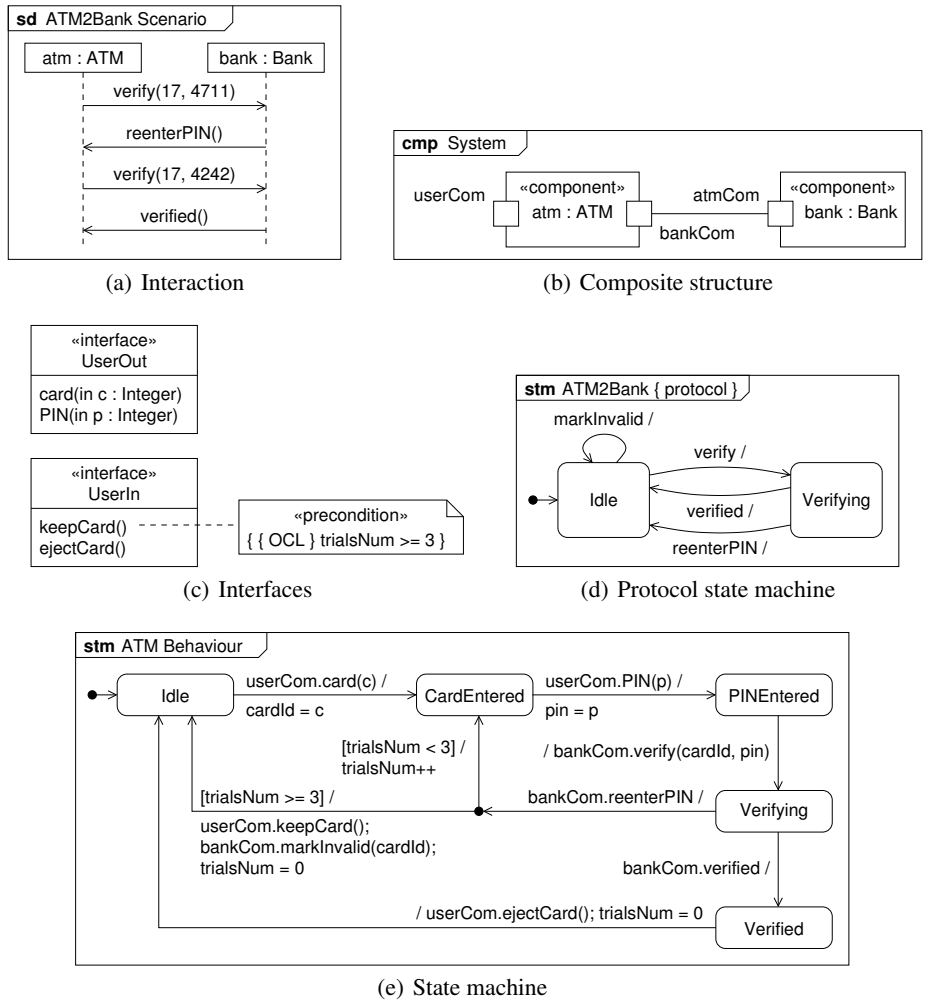 sd ATM2Bank Scenario
atm : ATM
bank : Bank
verify(17, 4711)
reenterPIN()
verify(17, 4242)
verified()
(a) Interaction
cmp System
userCom
«component»
atm : ATM
atmCom
bankCom
«component»
bank : Bank
(b) Composite structure
«interface»
UserOut
card(in c : Integer)
PIN(in p : Integer)
«interface»
UserIn
keepCard()
ejectCard()
«precondition»
{ { OCL } trialsNum >= 3 }
(c) Interfaces
stm ATM2Bank { protocol }
markInvalid /
verify /
Idle
Verifying
verified /
reenterPIN /
(d) Protocol state machine
stm ATM Behaviour
Idle
userCom.card(c) /
cardId = c
CardEntered
userCom.PIN(p) /
pin = p
PINEntered
[trialsNum < 3] /
trialsNum++
/ bankCom.verify(cardId, pin)
[trialsNum >= 3] /
userCom.keepCard();
bankCom.markInvalid(cardId);
trialsNum = 0
bankCom.reenterPIN /
Verifying
bankCom.verified /
/ userCom.ejectCard(); trialsNum = 0
Verified
(e) State machine